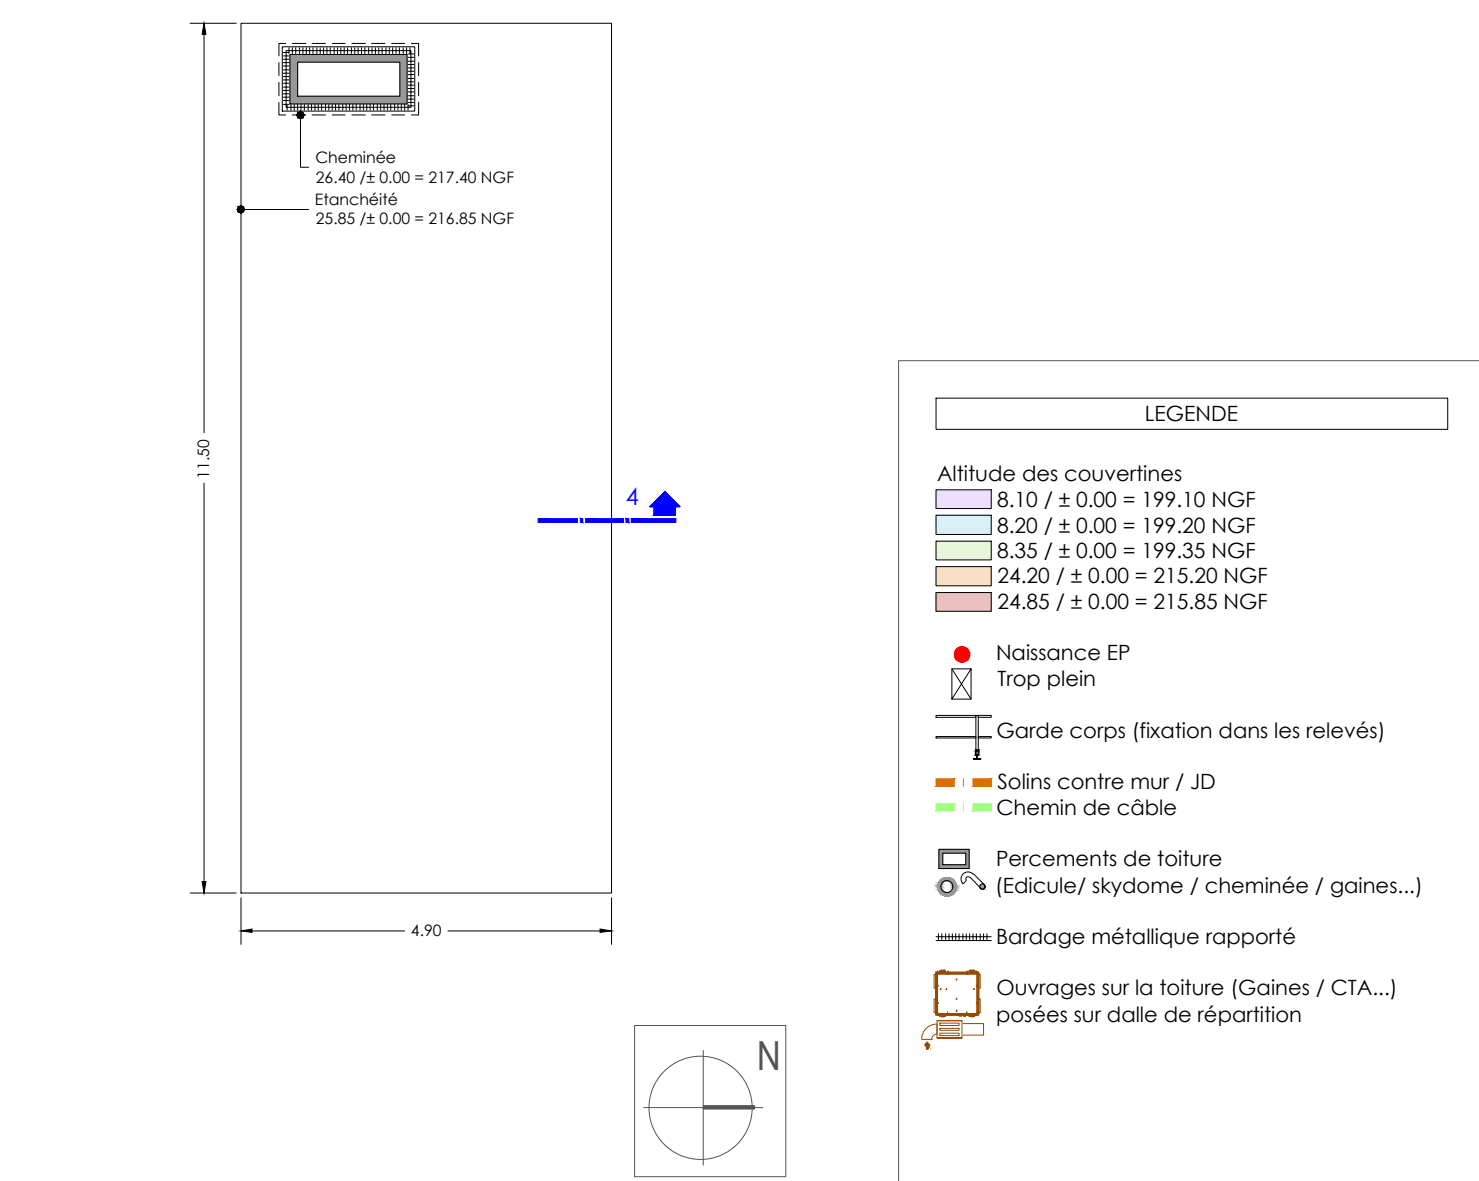 Cheminée
26.40 /± 0.00 = 217.40 NGF
Etanchéité
25.85 /± 0.00 = 216.85 NGF
11.50
4
4.90
N
LEGENDE
Altitude des couvertines
8.10 / ± 0.00 = 199.10 NGF
8.20 / ± 0.00 = 199.20 NGF
8.35 / ± 0.00 = 199.35 NGF
24.20 / ± 0.00 = 215.20 NGF
24.85 / ± 0.00 = 215.85 NGF
Naissance EP
Trop plein
Garde corps (fixation dans les relevés)
Solins contre mur / JD
Chemin de câble
Percements de toiture
(Edicule/ skydome / cheminée / gaines...)
Bardage métallique rapporté
Ouvrages sur la toiture (Gaines / CTA...)
posées sur dalle de répartition